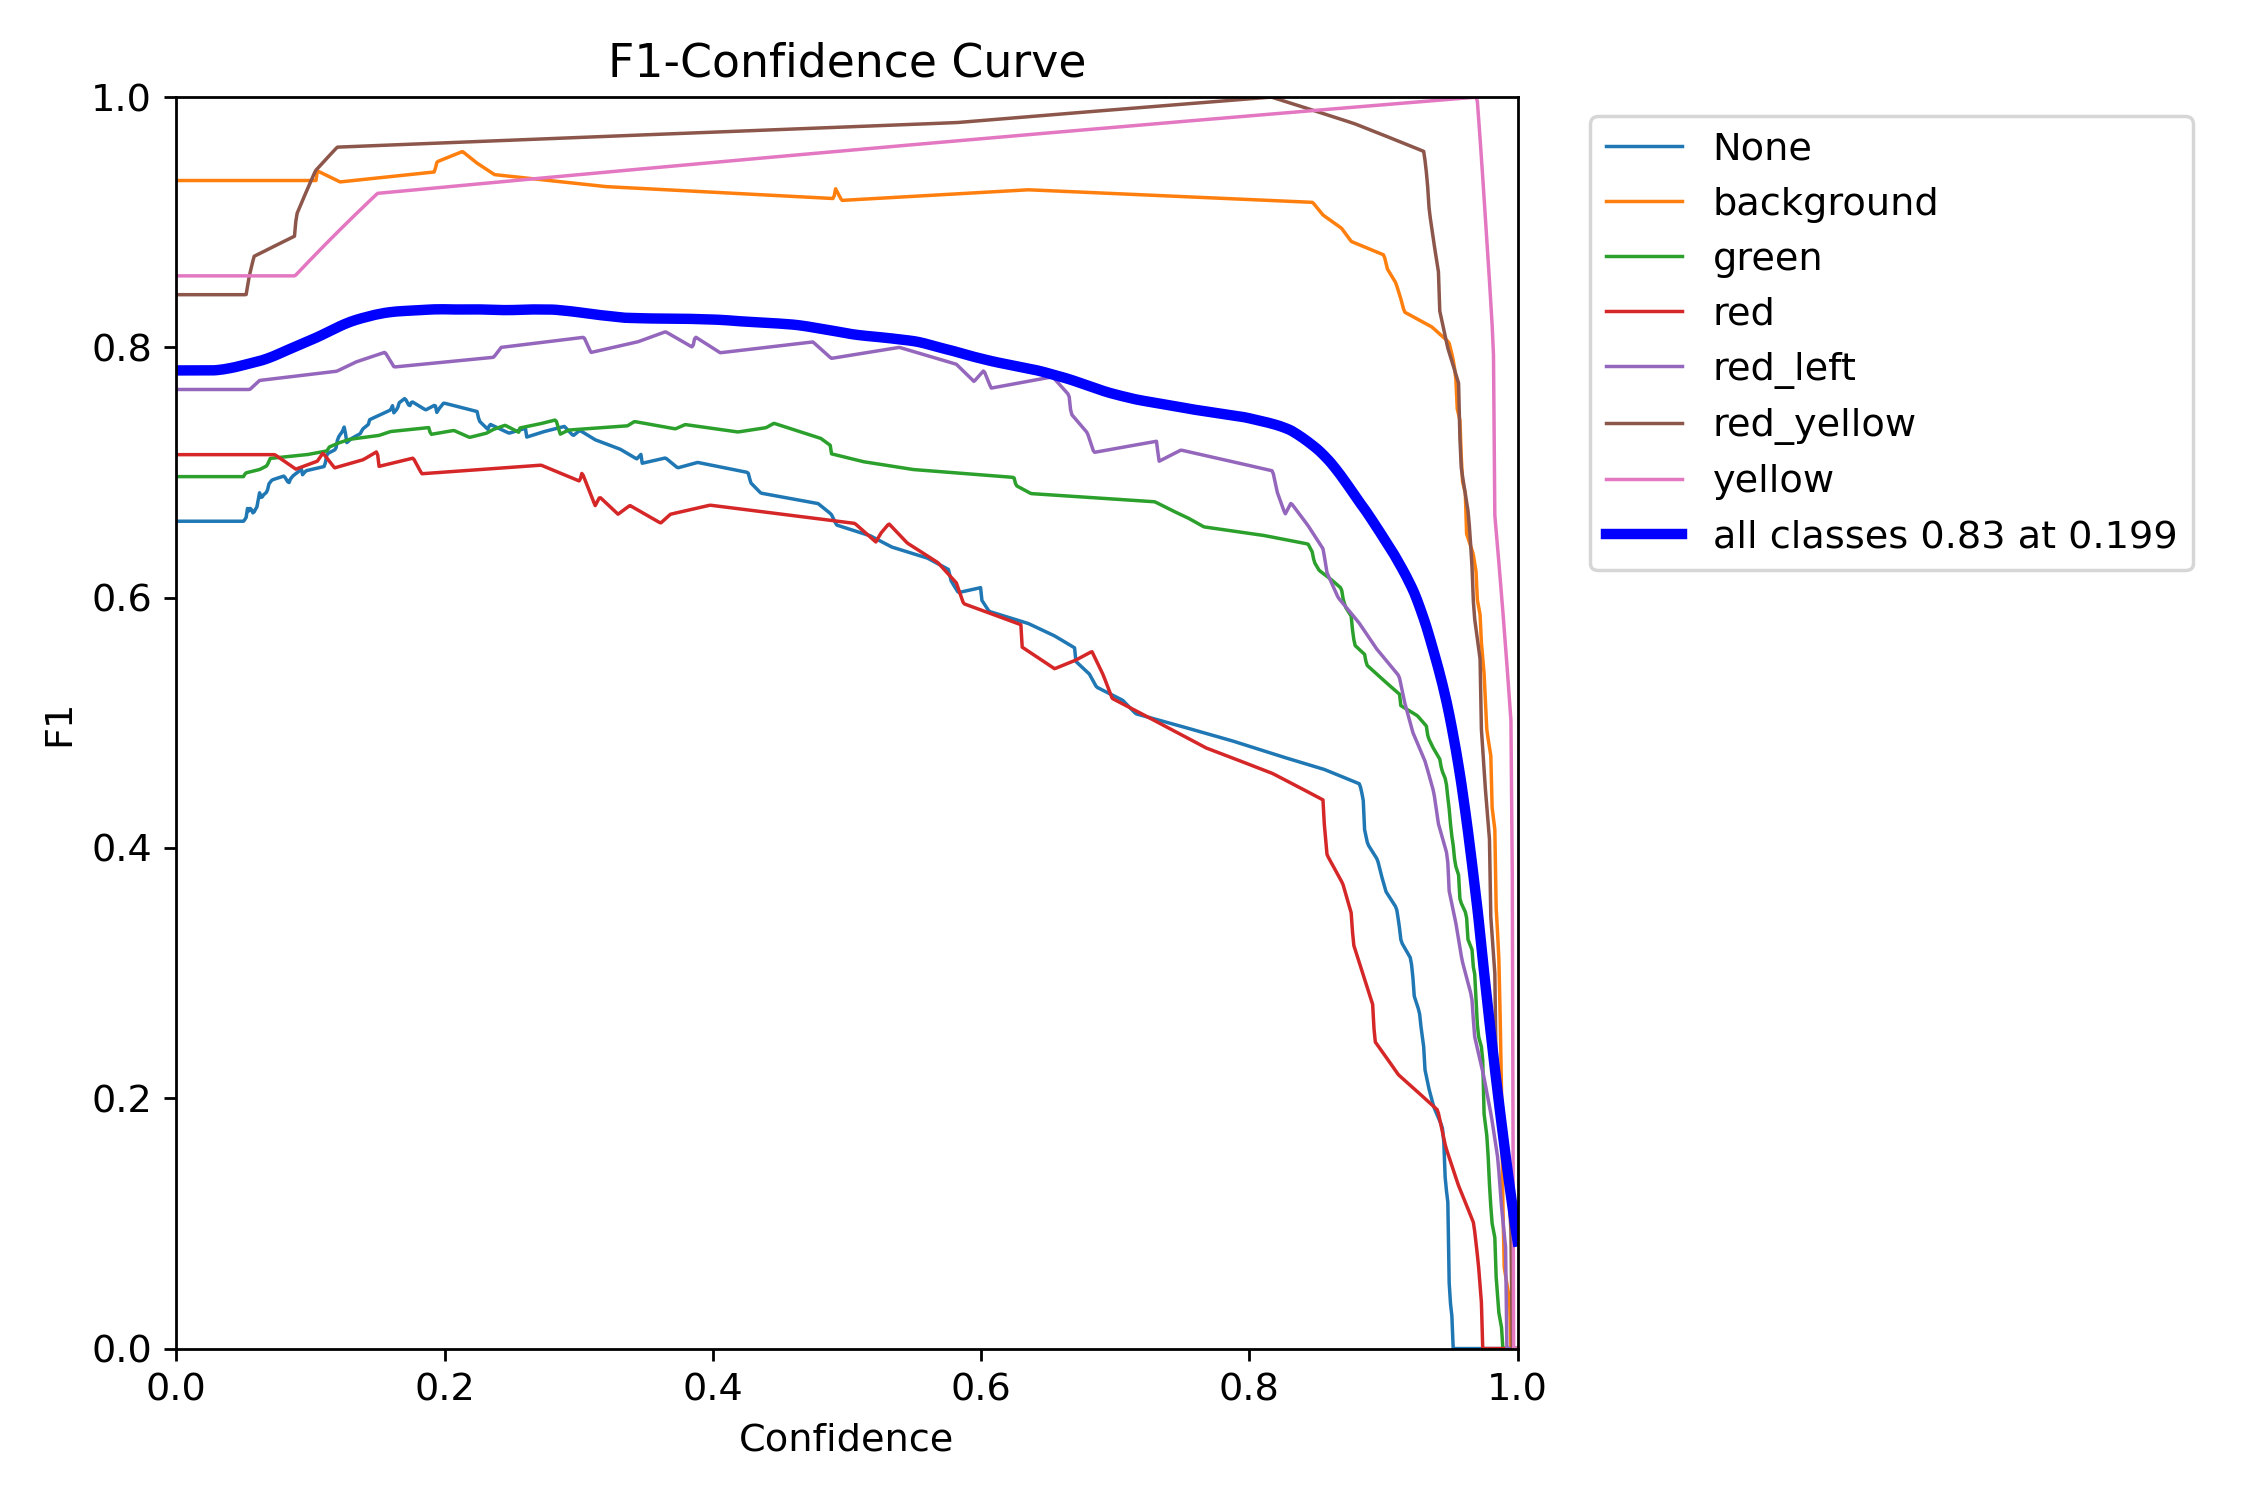 F1-Confidence Curve
1.0
0.8
0.6
0.4
0.2
0.0
F1
0.0 0.2 0.4 0.6 0.8 1.0
Confidence
None
background
green
red
red_left
red_yellow
yellow
all classes 0.83 at 0.199